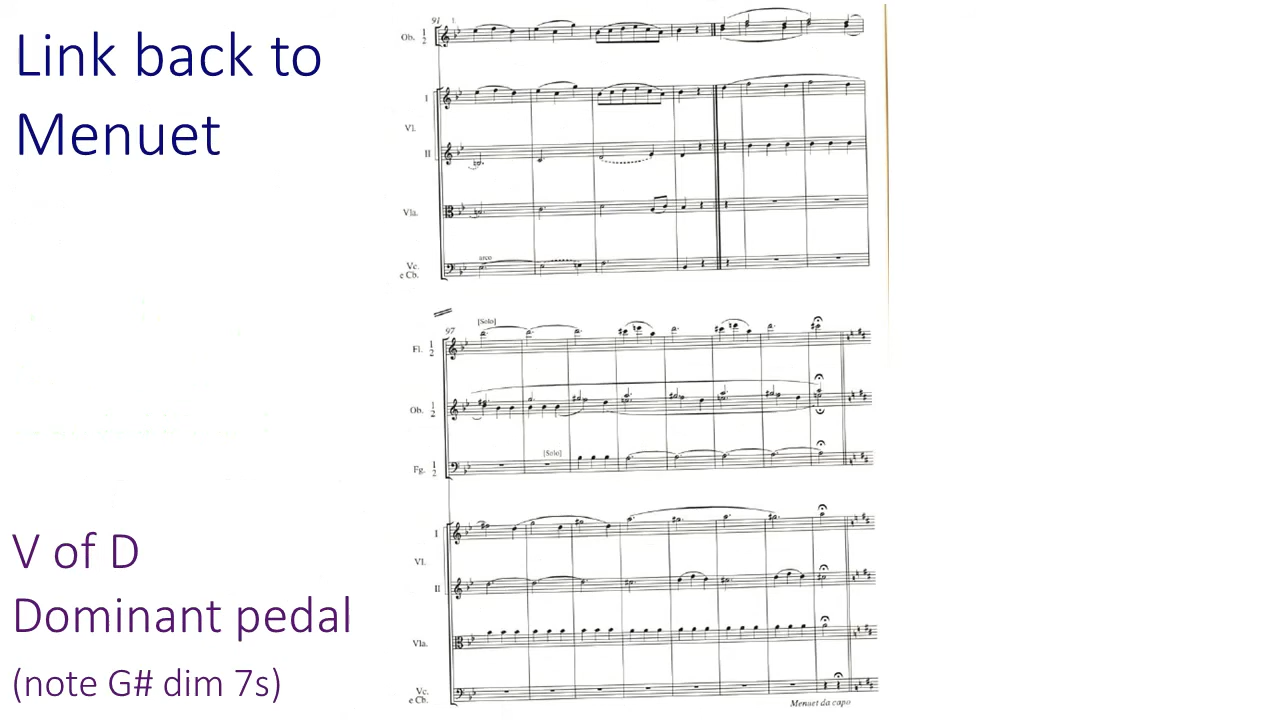 Link back to
Menuet
91
1.
Ob. 1 2
I
Vl.
II
Vla.
arco
Vc.
e Cb.
97
[Solo]
Fl. 1 2
Ob. 1 2
[Solo]
Fg. 1 2
I
Vl.
II
Vla.
Vc.
e Cb.
Menuet da capo
V of D
Dominant pedal
(note G# dim 7s)